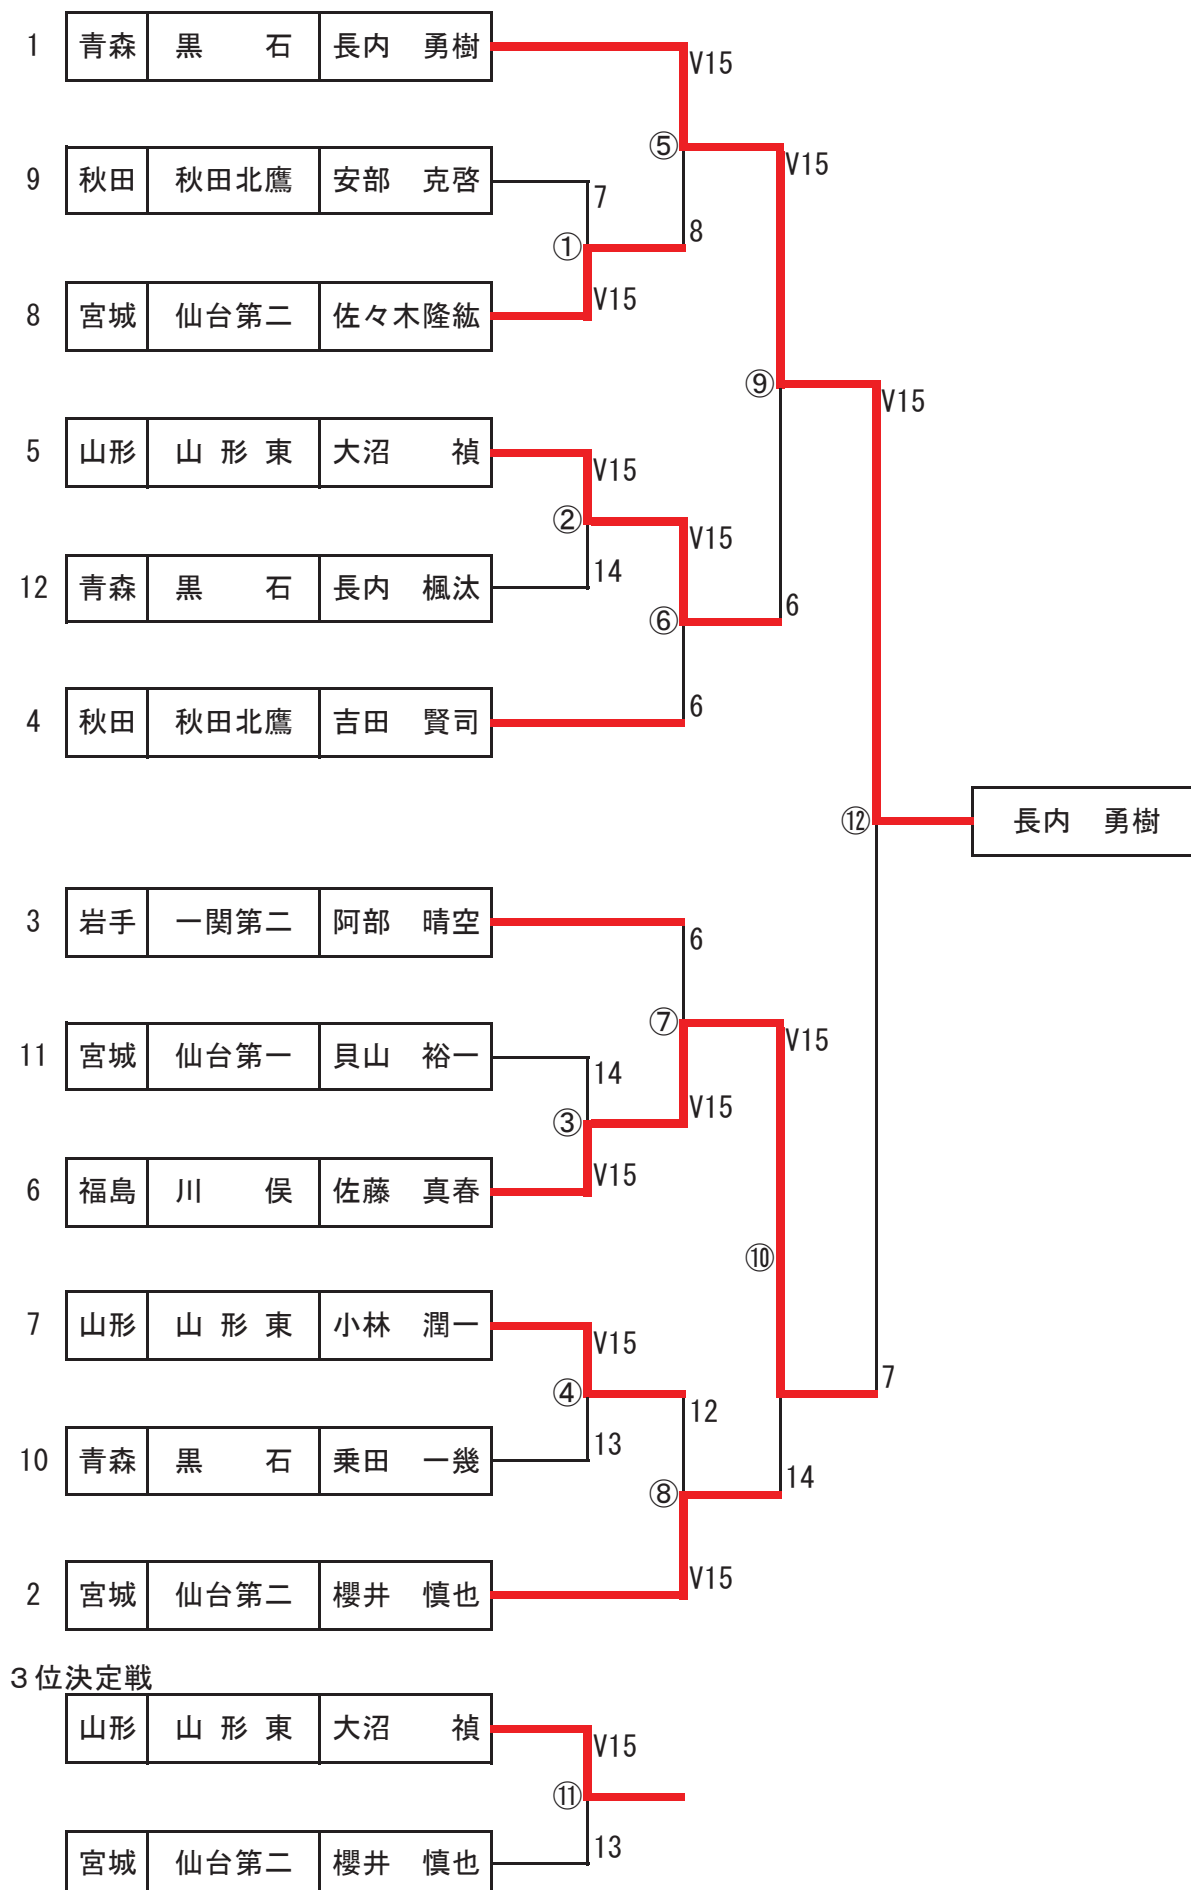 1 青森 黒　石 長内　勇樹
V15
⑤
V15
9 秋田 秋田北鷹 安部　克啓
7
8
①
8 宮城 仙台第二 佐々木隆紘
V15
⑨
V15
5 山形 山 形 東 大沼　禎
V15
②
V15
12 青森 黒　石 長内　楓汰
14
6
⑥
4 秋田 秋田北鷹 吉田　賢司
6
⑫
長内　勇樹
3 岩手 一関第二 阿部　晴空
6
⑦
V15
11 宮城 仙台第一 貝山　裕一
14
V15
③
6 福島 川　俣 佐藤　真春
V15
⑩
7 山形 山 形 東 小林　潤一
V15
7
④
12
10 青森 黒　石 乗田　一幾
13
14
⑧
2 宮城 仙台第二 櫻井　慎也
V15
３位決定戦
山形 山 形 東 大沼　禎
V15
⑪
宮城 仙台第二 櫻井　慎也
13